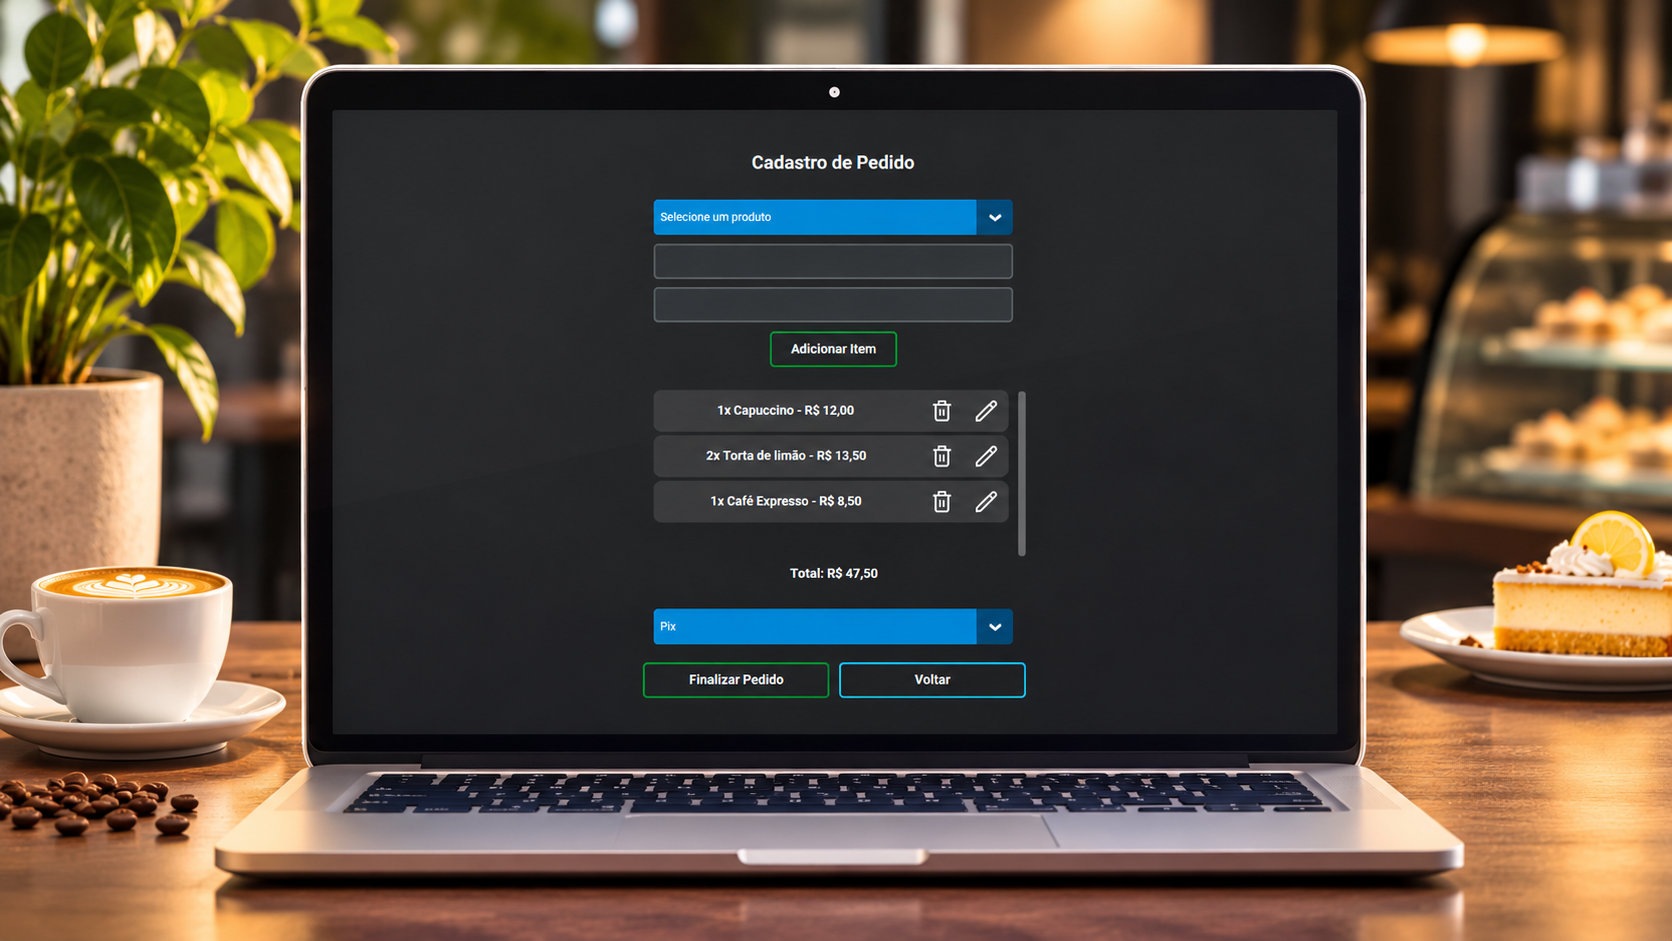 Cadastro de Pedido
Selecione um produto
Adicionar Item
1x Capuccino - R$ 12,00
2x Torta de limão - R$ 13,50
1x Café Expresso - R$ 8,50
Total: R$ 47,50
Pix
Finalizar Pedido
Voltar